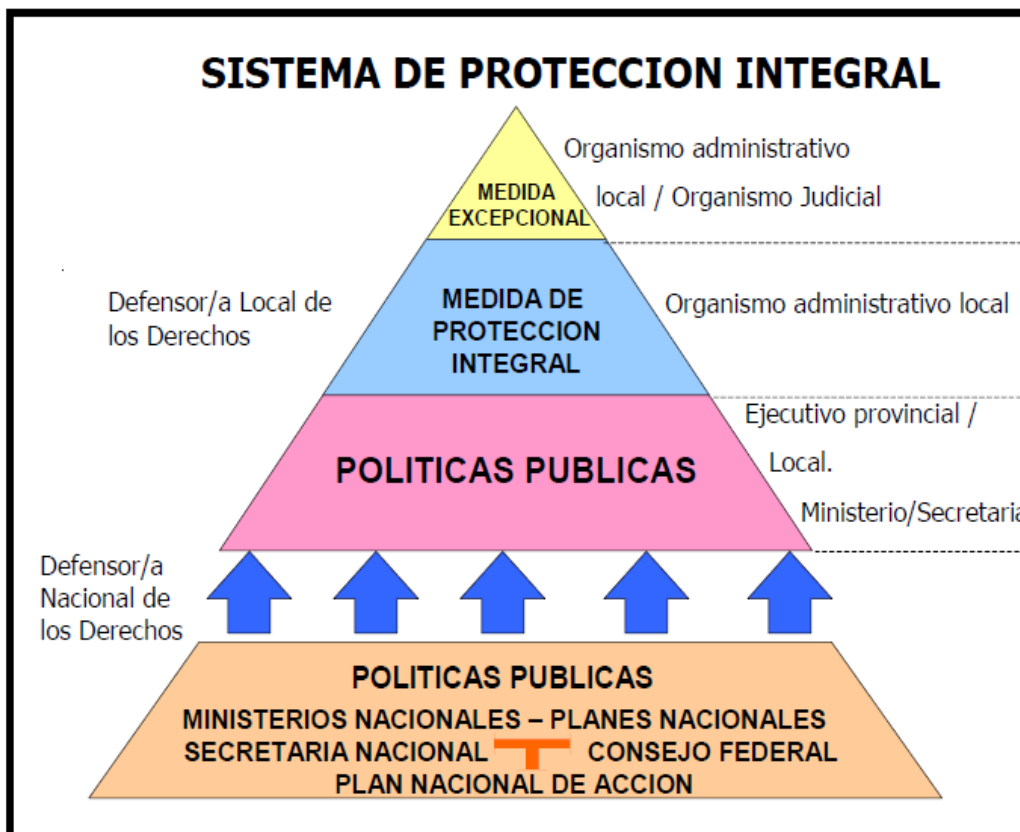 SISTEMA DE PROTECCION INTEGRAL
Organismo administrativo
local / Organismo Judicial
MEDIDA
EXCEPCIONAL
Defensor/a Local de
los Derechos
MEDIDA DE
PROTECCION
INTEGRAL
Organismo administrativo local
POLITICAS PUBLICAS
Ejecutivo provincial /
Local.
Ministerio/Secretaria
Defensor/a
Nacional de
los Derechos
POLITICAS PUBLICAS
MINISTERIOS NACIONALES – PLANES NACIONALES
SECRETARIA NACIONAL CONSEJO FEDERAL
PLAN NACIONAL DE ACCION